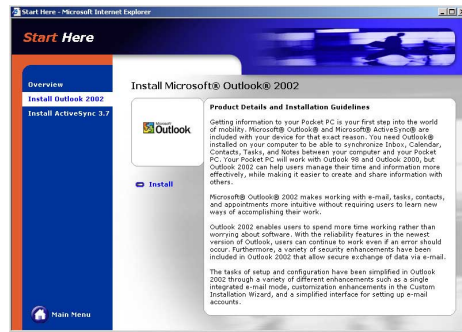 Start Here - Microsoft Internet Explorer
Start Here
Overview
Install Outlook 2002
Install ActiveSync 3.7
Install Microsoft® Outlook® 2002
Microsoft
Outlook
Install
Product Details and Installation Guidelines
Getting information to your Pocket PC is your first step into the world
of mobility. Microsoft® Outlook® and Microsoft® ActiveSync® are
included with your device for that exact reason. You need Outlook®
installed on your computer to be able to synchronize Inbox, Calendar,
Contacts, Tasks, and Notes between your computer and your Pocket
PC. Your Pocket PC will work with Outlook 98 and Outlook 2000, but
Outlook 2002 can help users manage their time and information more
effectively, while making it easier to create and share information with
others.
Microsoft® Outlook® 2002 makes working with e-mail, tasks, contacts,
and appointments more intuitive without requiring users to learn new
ways of accomplishing their work.
Outlook 2002 enables users to spend more time working rather than
worrying about software. With the reliability features in the newest
version of Outlook, users can continue to work even if an error should
occur. Furthermore, a variety of security enhancements have been
included in Outlook 2002 that allow secure exchange of data via e-mail.
The tasks of setup and configuration have been simplified in Outlook
2002 through a variety of different enhancements such as a single
integrated e-mail mode, customization enhancements in the Custom
Installation Wizard, and a simplified interface for setting up e-mail
accounts.
Main Menu